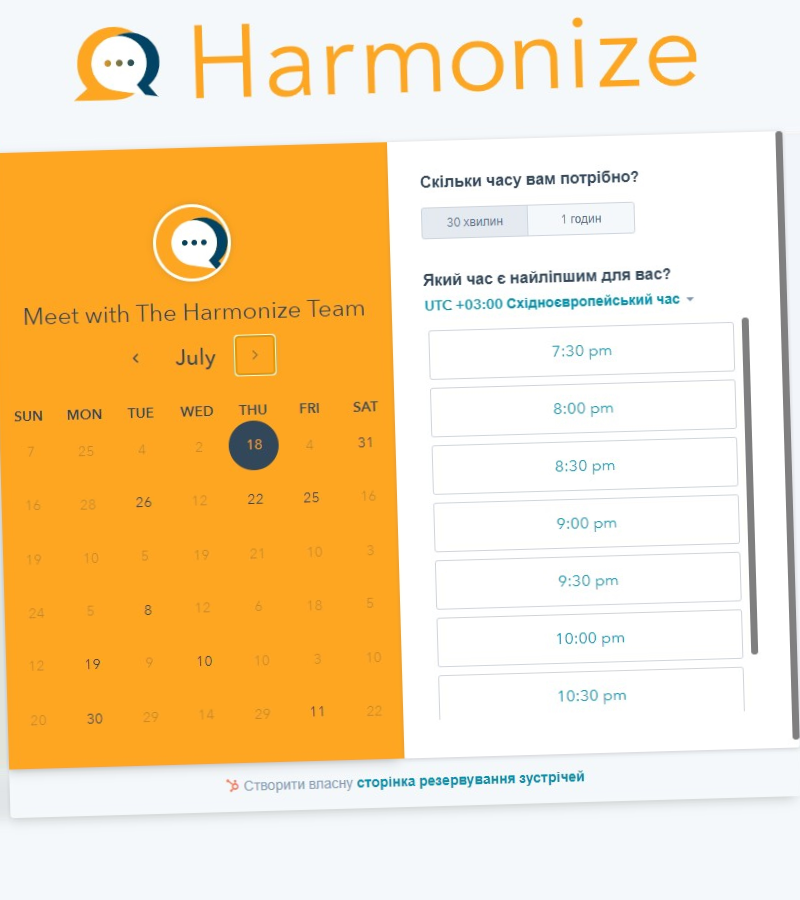 Harmonize
Meet with The Harmonize Team
July
SUN MON TUE WED THU FRI SAT
7 25 4 2 18 4 31
16 28 26 12 22 25 16
19 10 5 19 21 10 3
24 5 8 12 6 18 5
12 19 9 10 10 3 10
20 30 29 14 29 11 22
Скільки часу вам потрібно?
30 хвилин 1 годин
Який час є найліпшим для вас?
UTC +03:00 Східноєвропейський час
7:30 pm
8:00 pm
8:30 pm
9:00 pm
9:30 pm
10:00 pm
10:30 pm
Створити власну сторінка резервування зустрічей